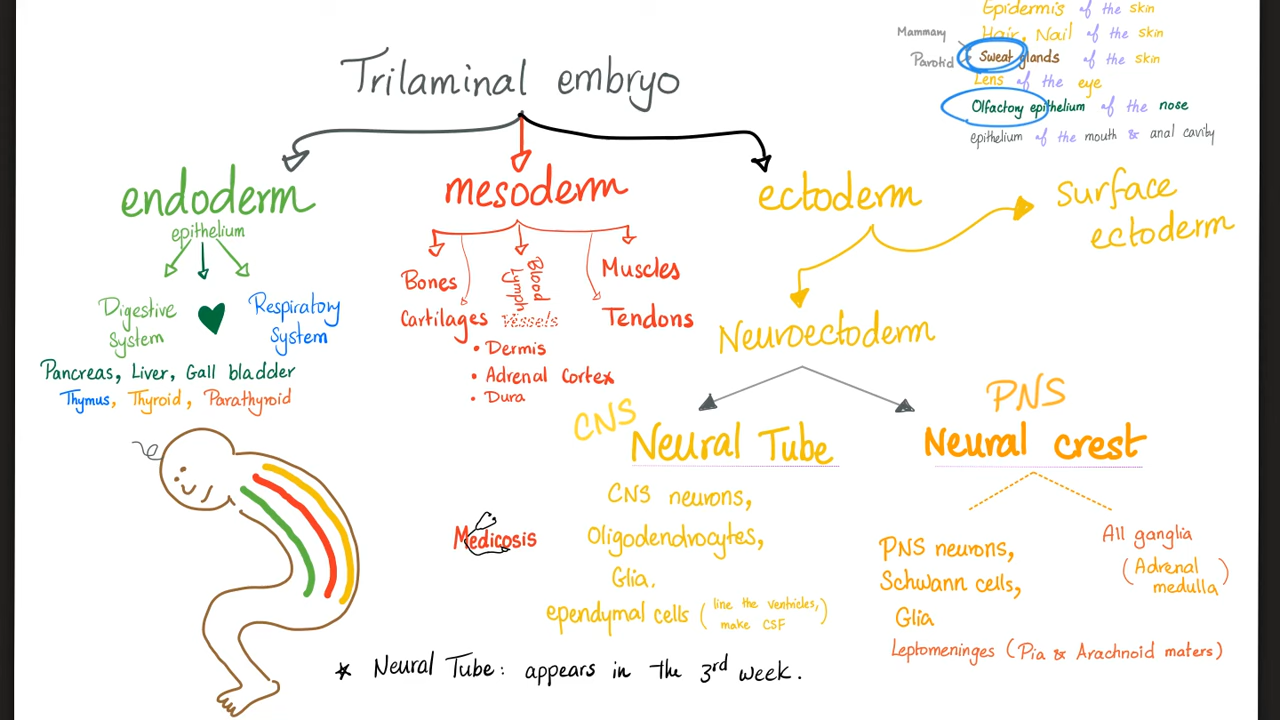 Epidermis of the skin
Hair, Nail of the skin
Mammary
Parotid
Sweat glands of the skin
Lens of the eye
Olfactory epithelium of the nose
epithelium of the mouth & anal cavity
Trilaminal embryo
endoderm
epithelium
Digestive System
Respiratory System
Pancreas, Liver, Gall bladder
Thymus, Thyroid, Parathyroid
mesoderm
Bones
Cartilages
Blood
Lymph
Vessels
Muscles
Tendons
• Dermis
• Adrenal Cortex
• Dura
ectoderm
Surface
ectoderm
Neuroectoderm
CNS
Neural Tube
CNS neurons,
Oligodendrocytes,
Glia.
ependymal cells (line the ventricles, make CSF)
PNS
Neural crest
PNS neurons,
Schwann cells,
Glia
Leptomeninges (Pia & Arachnoid maters)
All ganglia
(Adrenal medulla)
Medicosis
* Neural Tube: appears in the 3rd week.